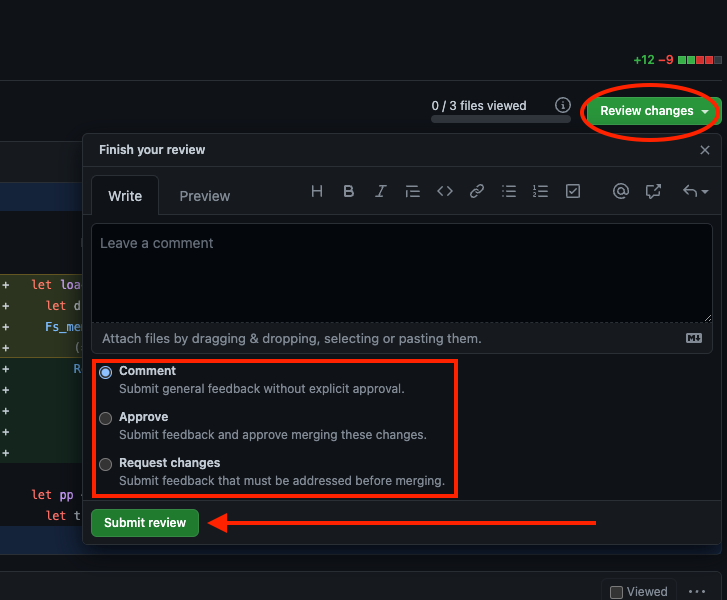 +12 −9
0 / 3 files viewed
Review changes
Finish your review
Write
Preview
Leave a comment
Attach files by dragging & dropping, selecting or pasting them.
Comment
Submit general feedback without explicit approval.
Approve
Submit feedback and approve merging these changes.
Request changes
Submit feedback that must be addressed before merging.
Submit review
+ let loa
+ let d
+ Fs_me
+ (
+ R
+
+
+
+
let pp
let t
Viewed